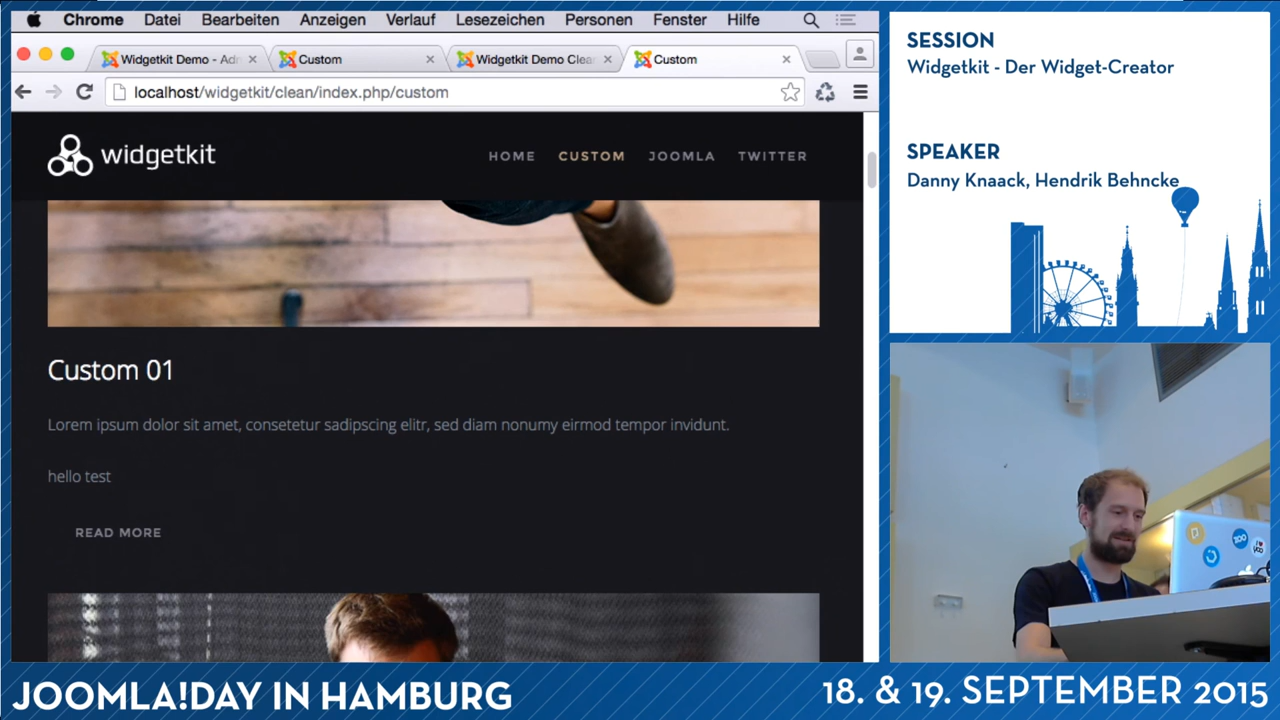 Chrome Datei Bearbeiten Anzeigen Verlauf Lesezeichen Personen Fenster Hilfe
Widgetkit Demo - Adm Custom Widgetkit Demo Clea Custom
localhost/widgetkit/clean/index.php/custom
widgetkit HOME CUSTOM JOOMLA TWITTER
Custom 01
Lorem ipsum dolor sit amet, consetetur sadipscing elitr, sed diam nonumy eirmod tempor invidunt.
hello test
READ MORE
SESSION
Widgetkit - Der Widget-Creator
SPEAKER
Danny Knaack, Hendrik Behncke
ZOO
I
yoo
JOOMLA!DAY IN HAMBURG
18. & 19. SEPTEMBER 2015